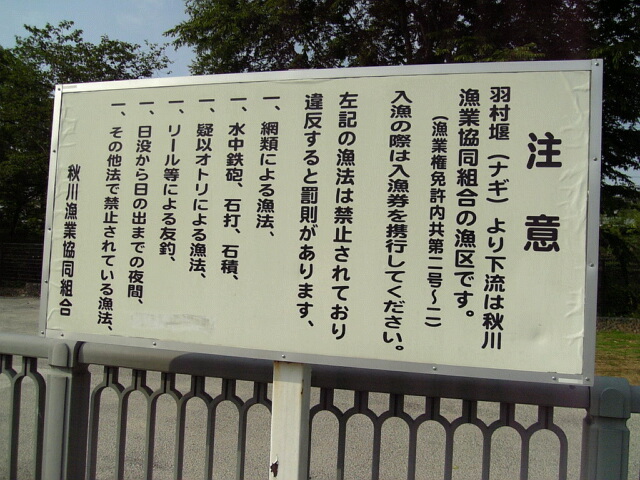 注意
羽村堰（ナギ）より下流は秋川
漁業協同組合の漁区です。
（漁業権免許内共第二号～二）
入漁の際は入漁券を携行してください。
左記の漁法は禁止されており
違反すると罰則があります、
一、網類による漁法、
一、水中鉄砲、石打、石積、
一、疑以オトリによる漁法、
一、リール等による友釣、
一、日没から日の出までの夜間、
一、その他法で禁止されている漁法、
秋川漁業協同組合